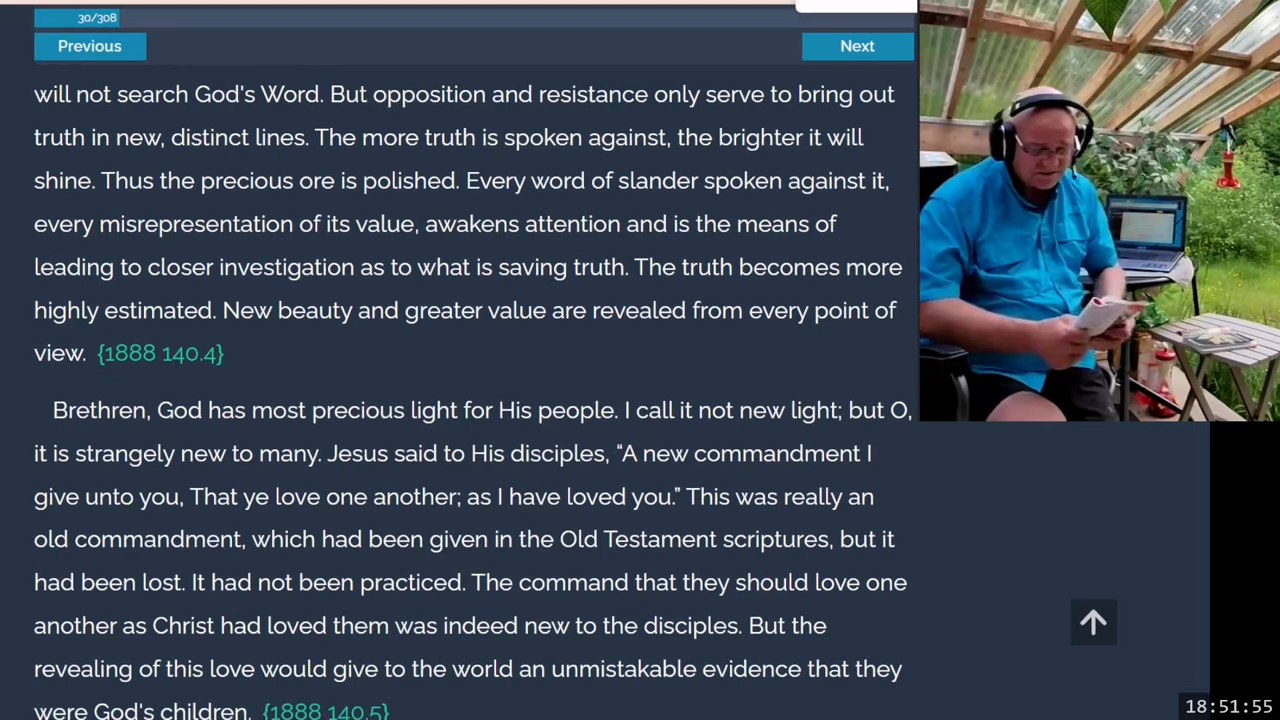 30/308
Previous
Next
will not search God's Word. But opposition and resistance only serve to bring out
truth in new, distinct lines. The more truth is spoken against, the brighter it will
shine. Thus the precious ore is polished. Every word of slander spoken against it,
every misrepresentation of its value, awakens attention and is the means of
leading to closer investigation as to what is saving truth. The truth becomes more
highly estimated. New beauty and greater value are revealed from every point of
view. {1888 140.4}
Brethren, God has most precious light for His people. I call it not new light; but O,
it is strangely new to many. Jesus said to His disciples, “A new commandment I
give unto you, That ye love one another; as I have loved you.” This was really an
old commandment, which had been given in the Old Testament scriptures, but it
had been lost. It had not been practiced. The command that they should love one
another as Christ had loved them was indeed new to the disciples. But the
revealing of this love would give to the world an unmistakable evidence that they
were God's children. {1888 140.5}
18:51:55